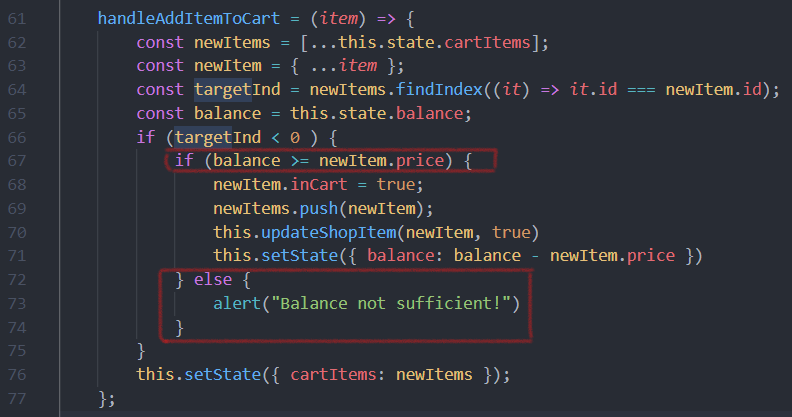 61 handleAddItemToCart = (item) => {
62 const newItems = [...this.state.cartItems];
63 const newItem = { ...item };
64 const targetInd = newItems.findIndex((it) => it.id === newItem.id);
65 const balance = this.state.balance;
66 if (targetInd < 0 ) {
67 if (balance >= newItem.price) {
68 newItem.inCart = true;
69 newItems.push(newItem);
70 this.updateShopItem(newItem, true)
71 this.setState({ balance: balance - newItem.price })
72 } else {
73 alert("Balance not sufficient!")
74 }
75 }
76 this.setState({ cartItems: newItems });
77 };